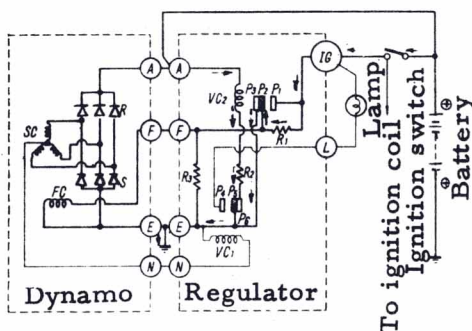 A A IG
P3 P2 P1
VC2
SC R
F F R1
L
Lamp
R3 R2
FC S
P4 P5
P6
E E
VC1
N N
Dynamo Regulator
To ignition coil
Ignition switch
Battery
⊕ ⊕